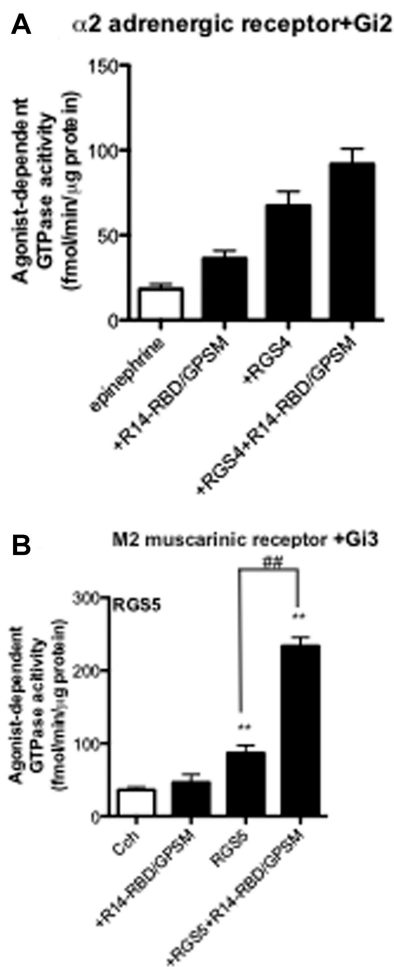 A
α2 adrenergic receptor+Gi2
Agonist-dependent
GTPase acitivity
(fmol/min/μg protein)
150
100
50
0
epinephrine
+R14-RBD/GPSM
+RGS4
+RGS4+R14-RBD/GPSM
B
M2 muscarinic receptor +Gi3
##
RGS5
Agonist-dependent
GTPase acitivity
(fmol/min/μg protein)
300
200
100
0
**
**
Cch
+R14-RBD/GPSM
RGS5
+RGS5+R14-RBD/GPSM